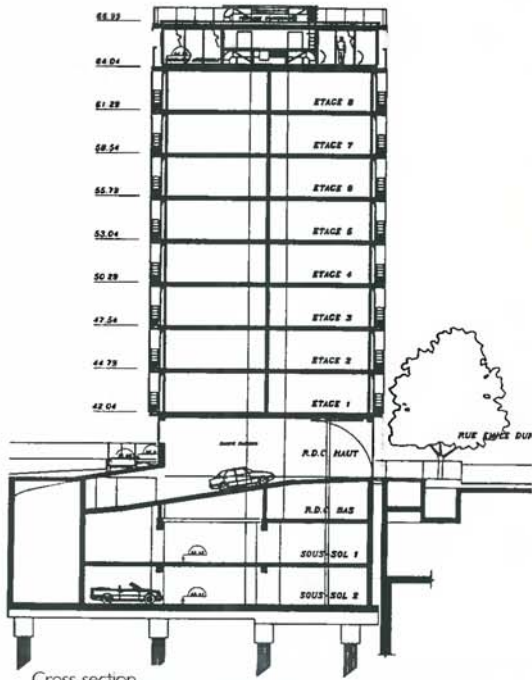 66.95
64.04
61.29
ETAGE 8
58.54
ETAGE 7
55.79
ETAGE 6
53.04
ETAGE 5
50.29
ETAGE 4
47.54
ETAGE 3
44.79
ETAGE 2
42.04
ETAGE 1
R.D.C HAUT
R.D.C BAS
SOUS-SOL 1
SOUS-SOL 2
RUE
Cross section